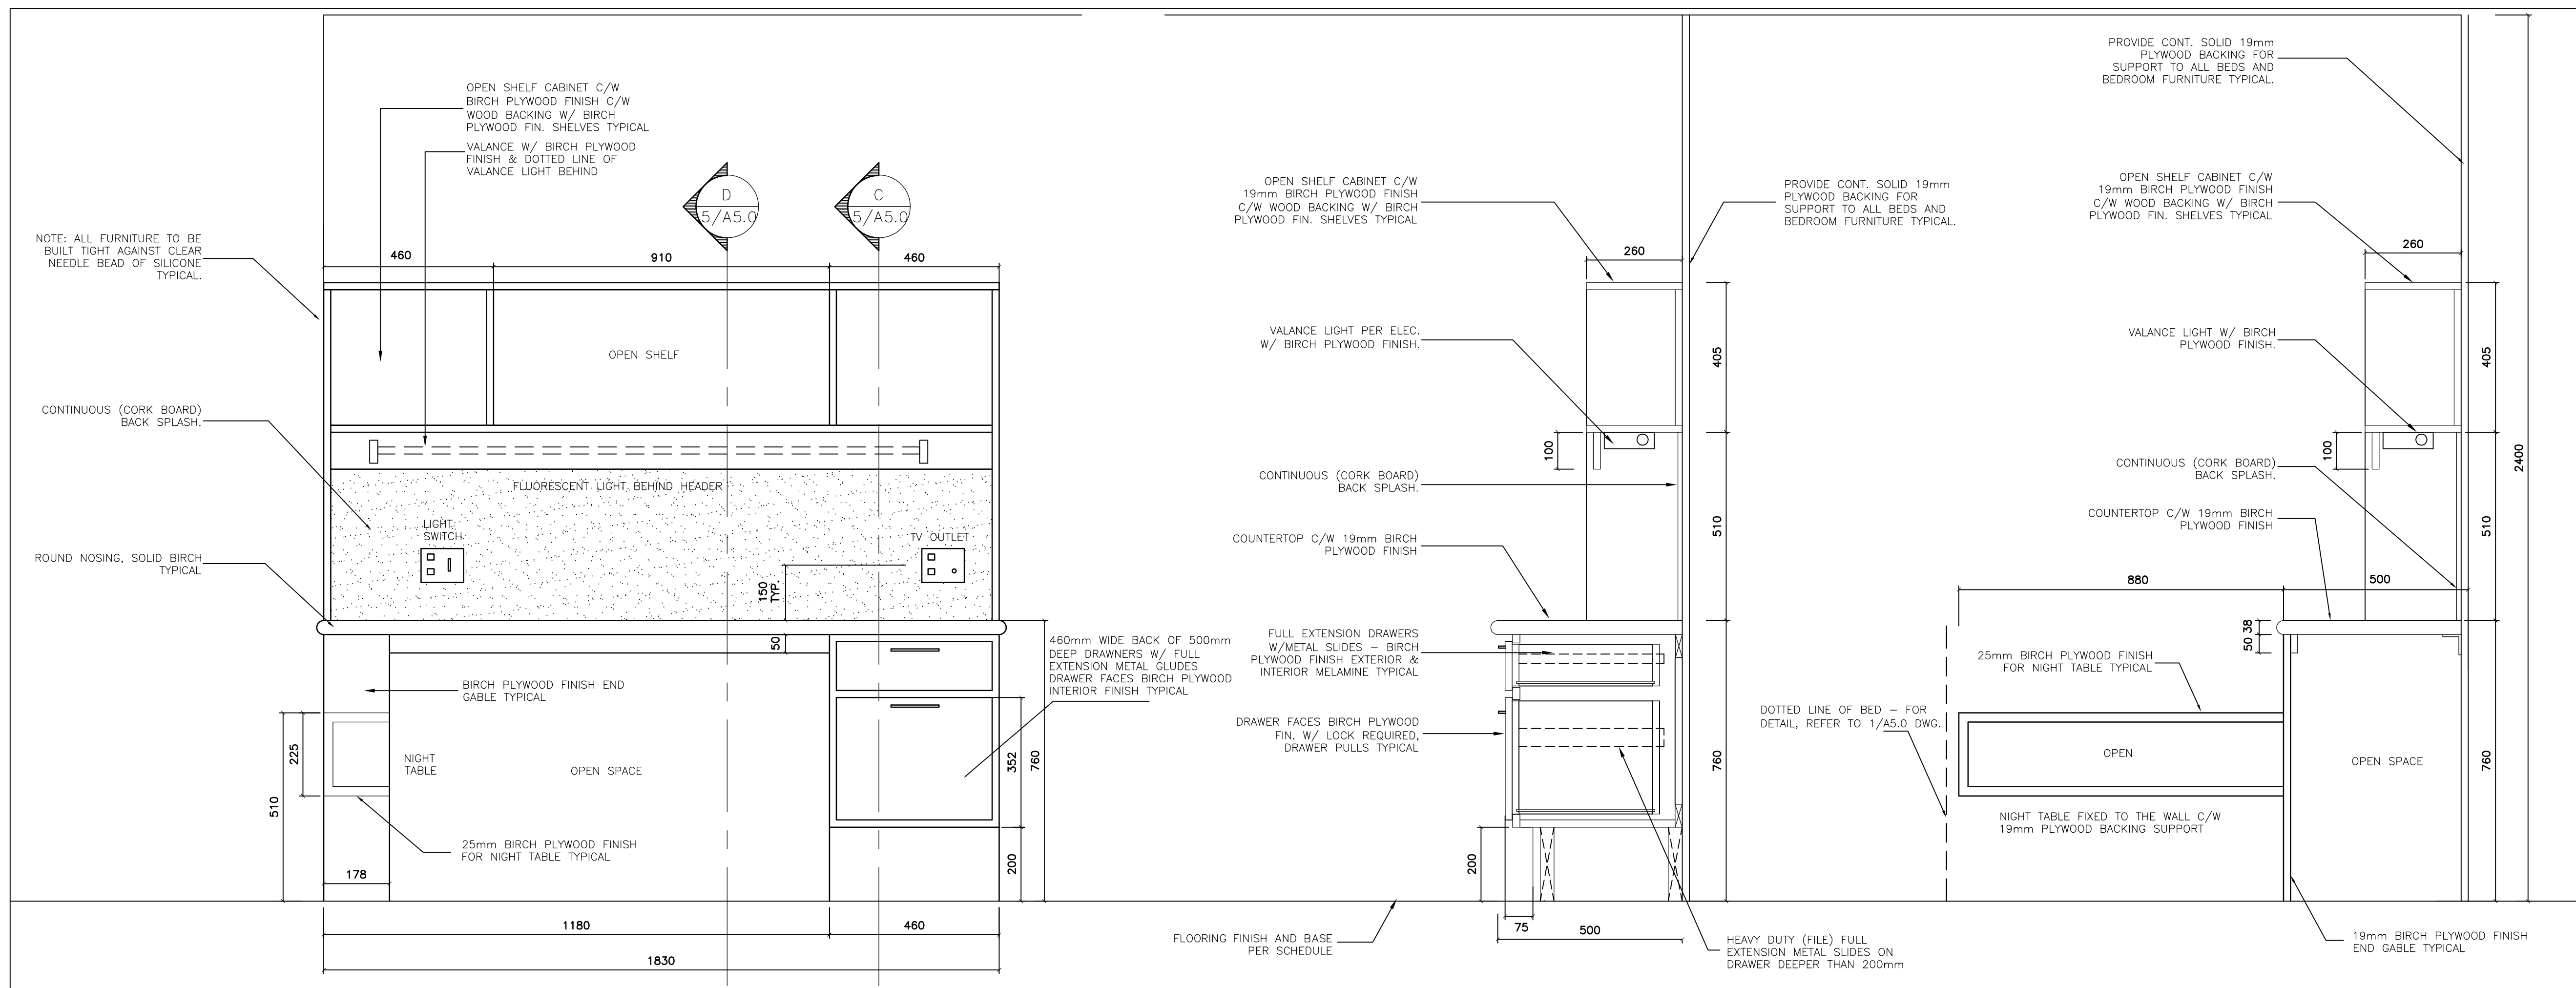 OPEN SHELF CABINET C/W
BIRCH PLYWOOD FINISH C/W
WOOD BACKING W/ BIRCH
PLYWOOD FIN. SHELVES TYPICAL
VALANCE W/ BIRCH PLYWOOD
FINISH & DOTTED LINE OF
VALANCE LIGHT BEHIND
D
5/A5.0
C
5/A5.0
NOTE: ALL FURNITURE TO BE
BUILT TIGHT AGAINST CLEAR
NEEDLE BEAD OF SILICONE
TYPICAL.
460
910
460
OPEN SHELF
CONTINUOUS (CORK BOARD)
BACK SPLASH.
FLUORESCENT LIGHT BEHIND HEADER
LIGHT
SWITCH
TV OUTLET
ROUND NOSING, SOLID BIRCH
TYPICAL
150
TYP.
50
460mm WIDE BACK OF 500mm
DEEP DRAWNERS W/ FULL
EXTENSION METAL GLUDES
DRAWER FACES BIRCH PLYWOOD
INTERIOR FINISH TYPICAL
BIRCH PLYWOOD FINISH END
GABLE TYPICAL
225
510
NIGHT
TABLE
OPEN SPACE
352
760
25mm BIRCH PLYWOOD FINISH
FOR NIGHT TABLE TYPICAL
178
200
1180
460
1830
OPEN SHELF CABINET C/W
19mm BIRCH PLYWOOD FINISH
C/W WOOD BACKING W/ BIRCH
PLYWOOD FIN. SHELVES TYPICAL
PROVIDE CONT. SOLID 19mm
PLYWOOD BACKING FOR
SUPPORT TO ALL BEDS AND
BEDROOM FURNITURE TYPICAL.
260
VALANCE LIGHT PER ELEC.
W/ BIRCH PLYWOOD FINISH.
405
100
CONTINUOUS (CORK BOARD)
BACK SPLASH.
510
COUNTERTOP C/W 19mm BIRCH
PLYWOOD FINISH
FULL EXTENSION DRAWERS
W/METAL SLIDES – BIRCH
PLYWOOD FINISH EXTERIOR &
INTERIOR MELAMINE TYPICAL
DRAWER FACES BIRCH PLYWOOD
FIN. W/ LOCK REQUIRED,
DRAWER PULLS TYPICAL
760
200
75
500
FLOORING FINISH AND BASE
PER SCHEDULE
HEAVY DUTY (FILE) FULL
EXTENSION METAL SLIDES ON
DRAWER DEEPER THAN 200mm
PROVIDE CONT. SOLID 19mm
PLYWOOD BACKING FOR
SUPPORT TO ALL BEDS AND
BEDROOM FURNITURE TYPICAL.
OPEN SHELF CABINET C/W
19mm BIRCH PLYWOOD FINISH
C/W WOOD BACKING W/ BIRCH
PLYWOOD FIN. SHELVES TYPICAL
260
VALANCE LIGHT W/ BIRCH
PLYWOOD FINISH.
405
100
2400
CONTINUOUS (CORK BOARD)
BACK SPLASH.
COUNTERTOP C/W 19mm BIRCH
PLYWOOD FINISH
510
880
500
38
50
25mm BIRCH PLYWOOD FINISH
FOR NIGHT TABLE TYPICAL
DOTTED LINE OF BED – FOR
DETAIL, REFER TO 1/A5.0 DWG.
OPEN
OPEN SPACE
760
NIGHT TABLE FIXED TO THE WALL C/W
19mm PLYWOOD BACKING SUPPORT
19mm BIRCH PLYWOOD FINISH
END GABLE TYPICAL